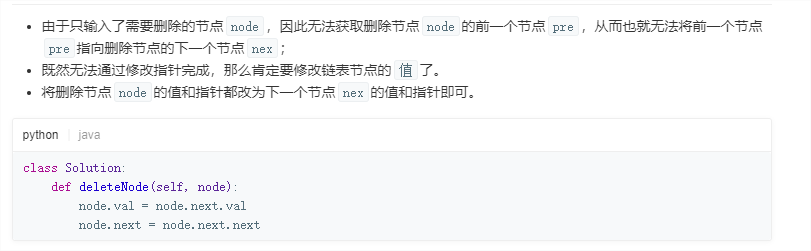 • 由于只输入了需要删除的节点 node ，因此无法获取删除节点 node 的前一个节点 pre ，从而也就无法将前一个节点
pre 指向删除节点的下一个节点 nex ；
• 既然无法通过修改指针完成，那么肯定要修改链表节点的 值 了。
• 将删除节点 node 的值和指针都改为下一个节点 nex 的值和指针即可。
python | java
class Solution:
    def deleteNode(self, node):
        node.val = node.next.val
        node.next = node.next.next